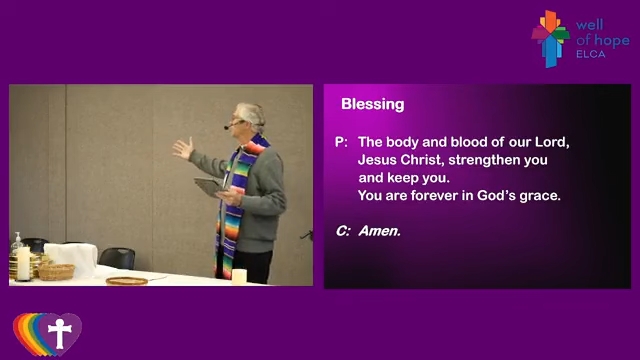 well
of hope
ELCA
Blessing
P: The body and blood of our Lord,
Jesus Christ, strengthen you
and keep you.
You are forever in God's grace.
C: Amen.